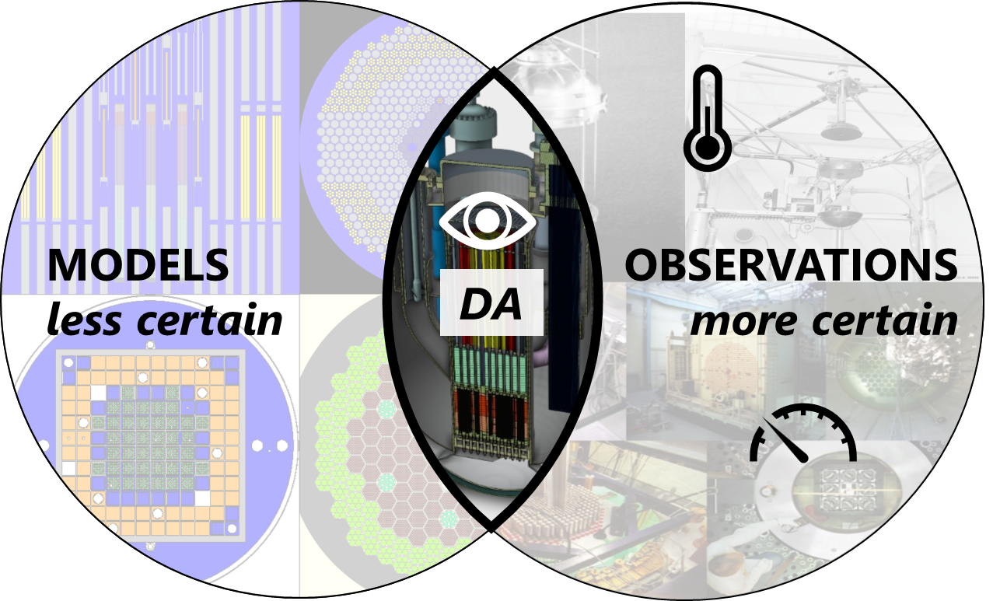 MODELS
less certain
DA
OBSERVATIONS
more certain